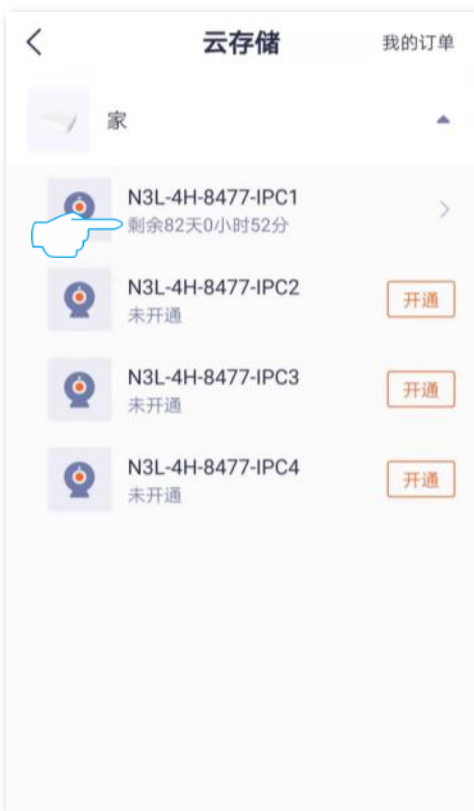 云存储 我的订单
家
N3L-4H-8477-IPC1
剩余82天0小时52分
N3L-4H-8477-IPC2
未开通 开通
N3L-4H-8477-IPC3
未开通 开通
N3L-4H-8477-IPC4
未开通 开通